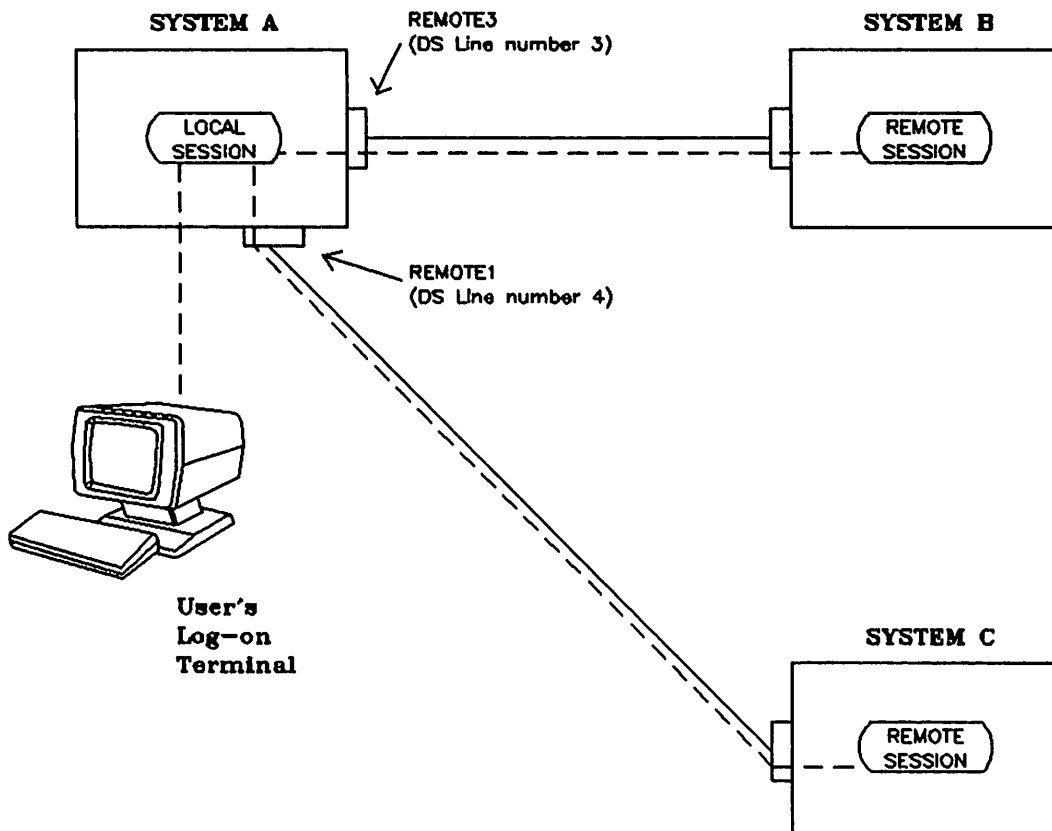 SYSTEM A
REMOTE3
(DS Line number 3)
SYSTEM B
LOCAL
SESSION
REMOTE
SESSION
REMOTE1
(DS Line number 4)
User's
Log-on
Terminal
SYSTEM C
REMOTE
SESSION